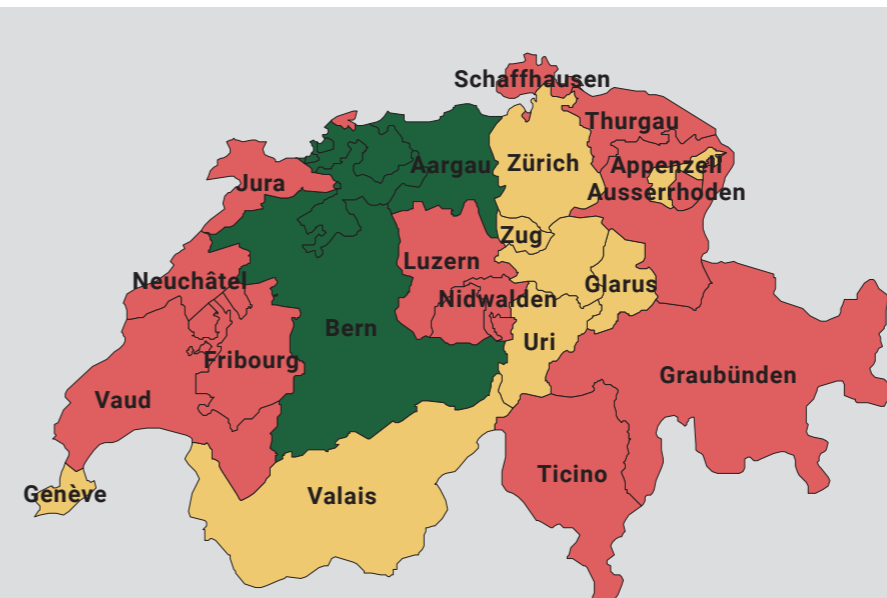 Schaffhausen
Thurgau
Aargau
Zürich
Appenzell
Ausserrhoden
Jura
Zug
Luzern
Neuchâtel
Glarus
Nidwalden
Bern
Uri
Fribourg
Graubünden
Vaud
Ticino
Genève
Valais